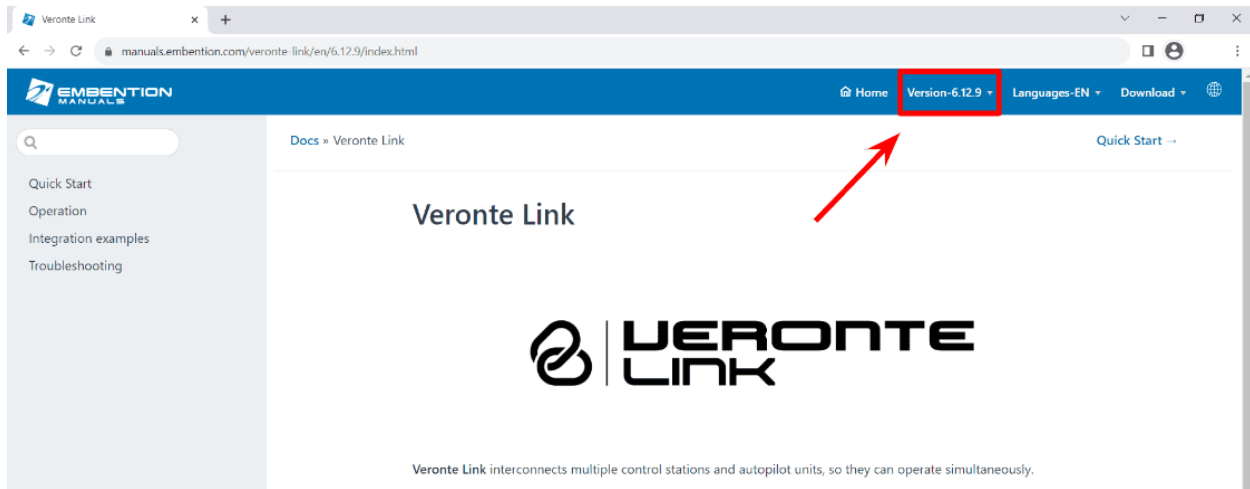 Veronte Link
manuals.embention.com/veronte-link/en/6.12.9/index.html
EMBENTION
MANUALS
Home Version-6.12.9 Languages-EN Download
Docs » Veronte Link
Quick Start →
Quick Start
Operation
Integration examples
Troubleshooting
Veronte Link
VERONTE
LINK
Veronte Link interconnects multiple control stations and autopilot units, so they can operate simultaneously.